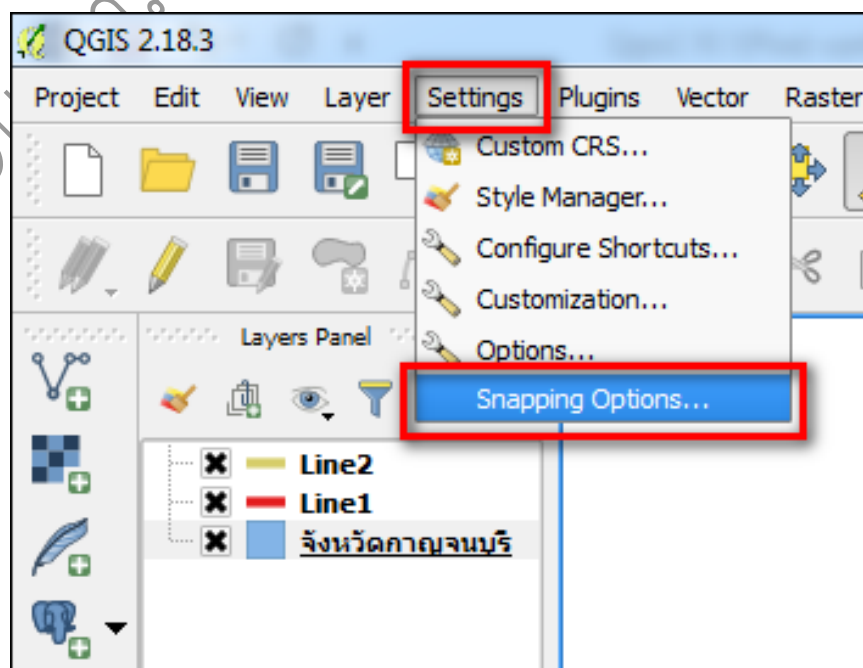 QGIS 2.18.3
Project Edit View Layer Settings Plugins Vector Raster
Custom CRS...
Style Manager...
Configure Shortcuts...
Customization...
Options...
Snapping Options...
Layers Panel
Line2
Line1
จังหวัดกาญจนบุรี